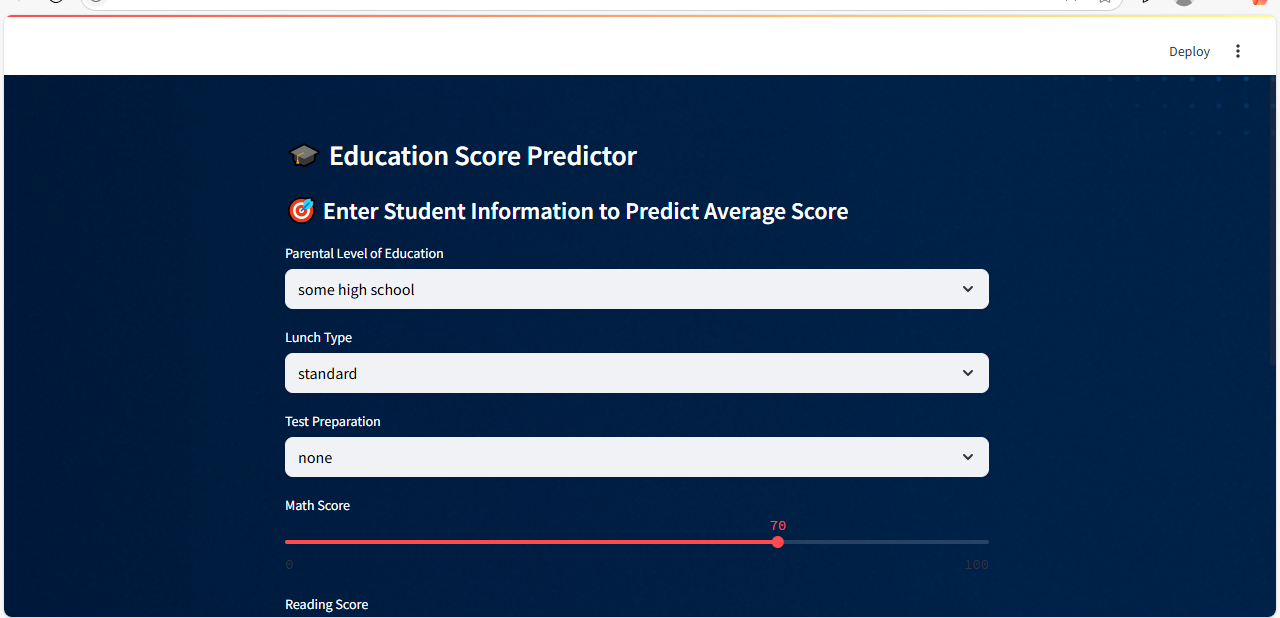 Deploy
🎓 Education Score Predictor
🎯 Enter Student Information to Predict Average Score
Parental Level of Education
some high school
Lunch Type
standard
Test Preparation
none
Math Score
70
0 100
Reading Score